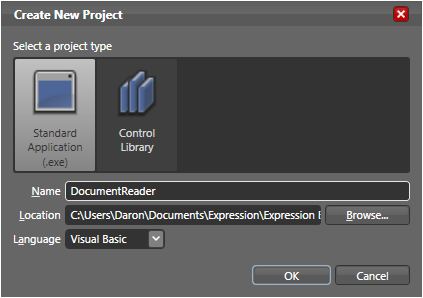 Create New Project
Select a project type
Standard
Application
(.exe)
Control
Library
Name DocumentReader
Location C:\Users\Daron\Documents\Expression\Expression Browse...
Language Visual Basic
OK Cancel